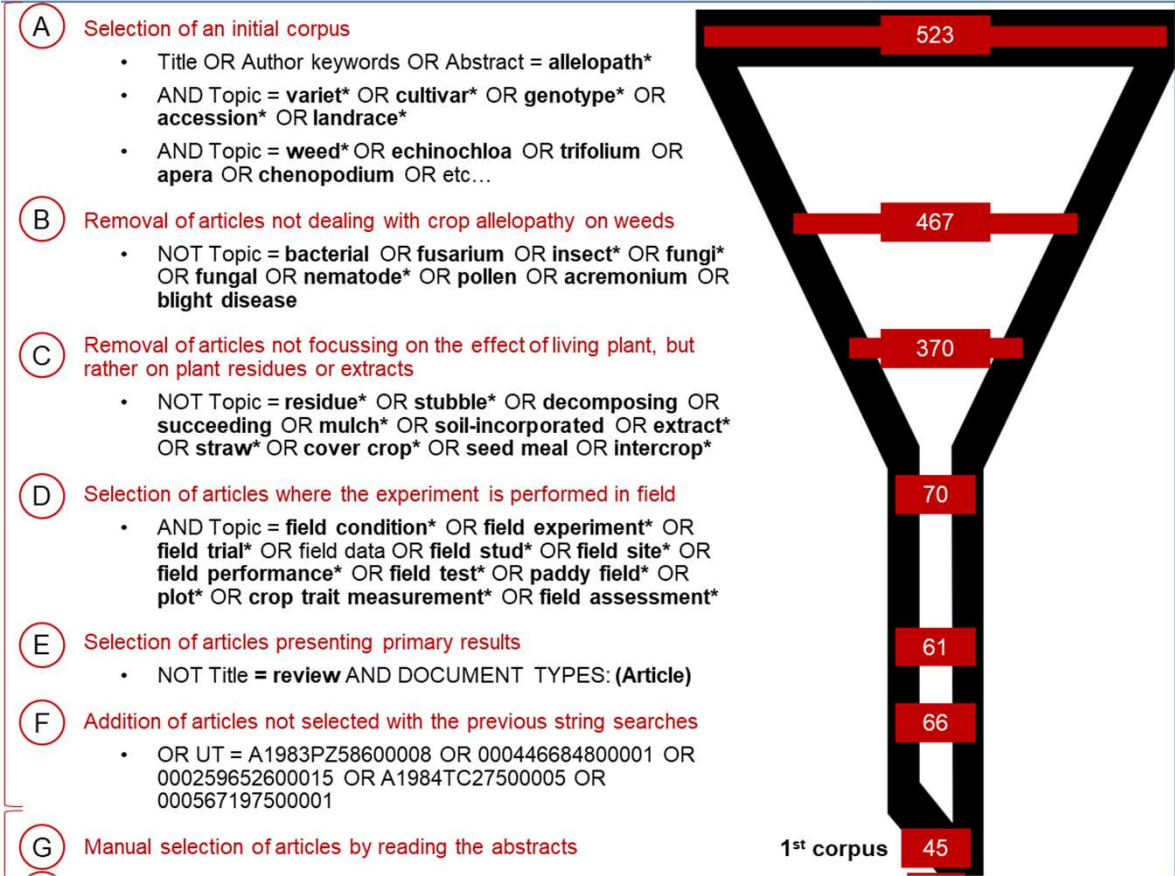 A
Selection of an initial corpus
523
• Title OR Author keywords OR Abstract = allelopath*
• AND Topic = variet* OR cultivar* OR genotype* OR
accession* OR landrace*
• AND Topic = weed* OR echinochloa OR trifolium OR
apera OR chenopodium OR etc…
B
Removal of articles not dealing with crop allelopathy on weeds
467
• NOT Topic = bacterial OR fusarium OR insect* OR fungi*
OR fungal OR nematode* OR pollen OR acremonium OR
blight disease
C
Removal of articles not focussing on the effect of living plant, but
rather on plant residues or extracts
370
• NOT Topic = residue* OR stubble* OR decomposing OR
succeeding OR mulch* OR soil-incorporated OR extract*
OR straw* OR cover crop* OR seed meal OR intercrop*
D
Selection of articles where the experiment is performed in field
70
• AND Topic = field condition* OR field experiment* OR
field trial* OR field data OR field stud* OR field site* OR
field performance* OR field test* OR paddy field* OR
plot* OR crop trait measurement* OR field assessment*
E
Selection of articles presenting primary results
61
• NOT Title = review AND DOCUMENT TYPES: (Article)
F
Addition of articles not selected with the previous string searches
66
• OR UT = A1983PZ58600008 OR 000446684800001 OR
000259652600015 OR A1984TC27500005 OR
000567197500001
G
Manual selection of articles by reading the abstracts
1st corpus
45